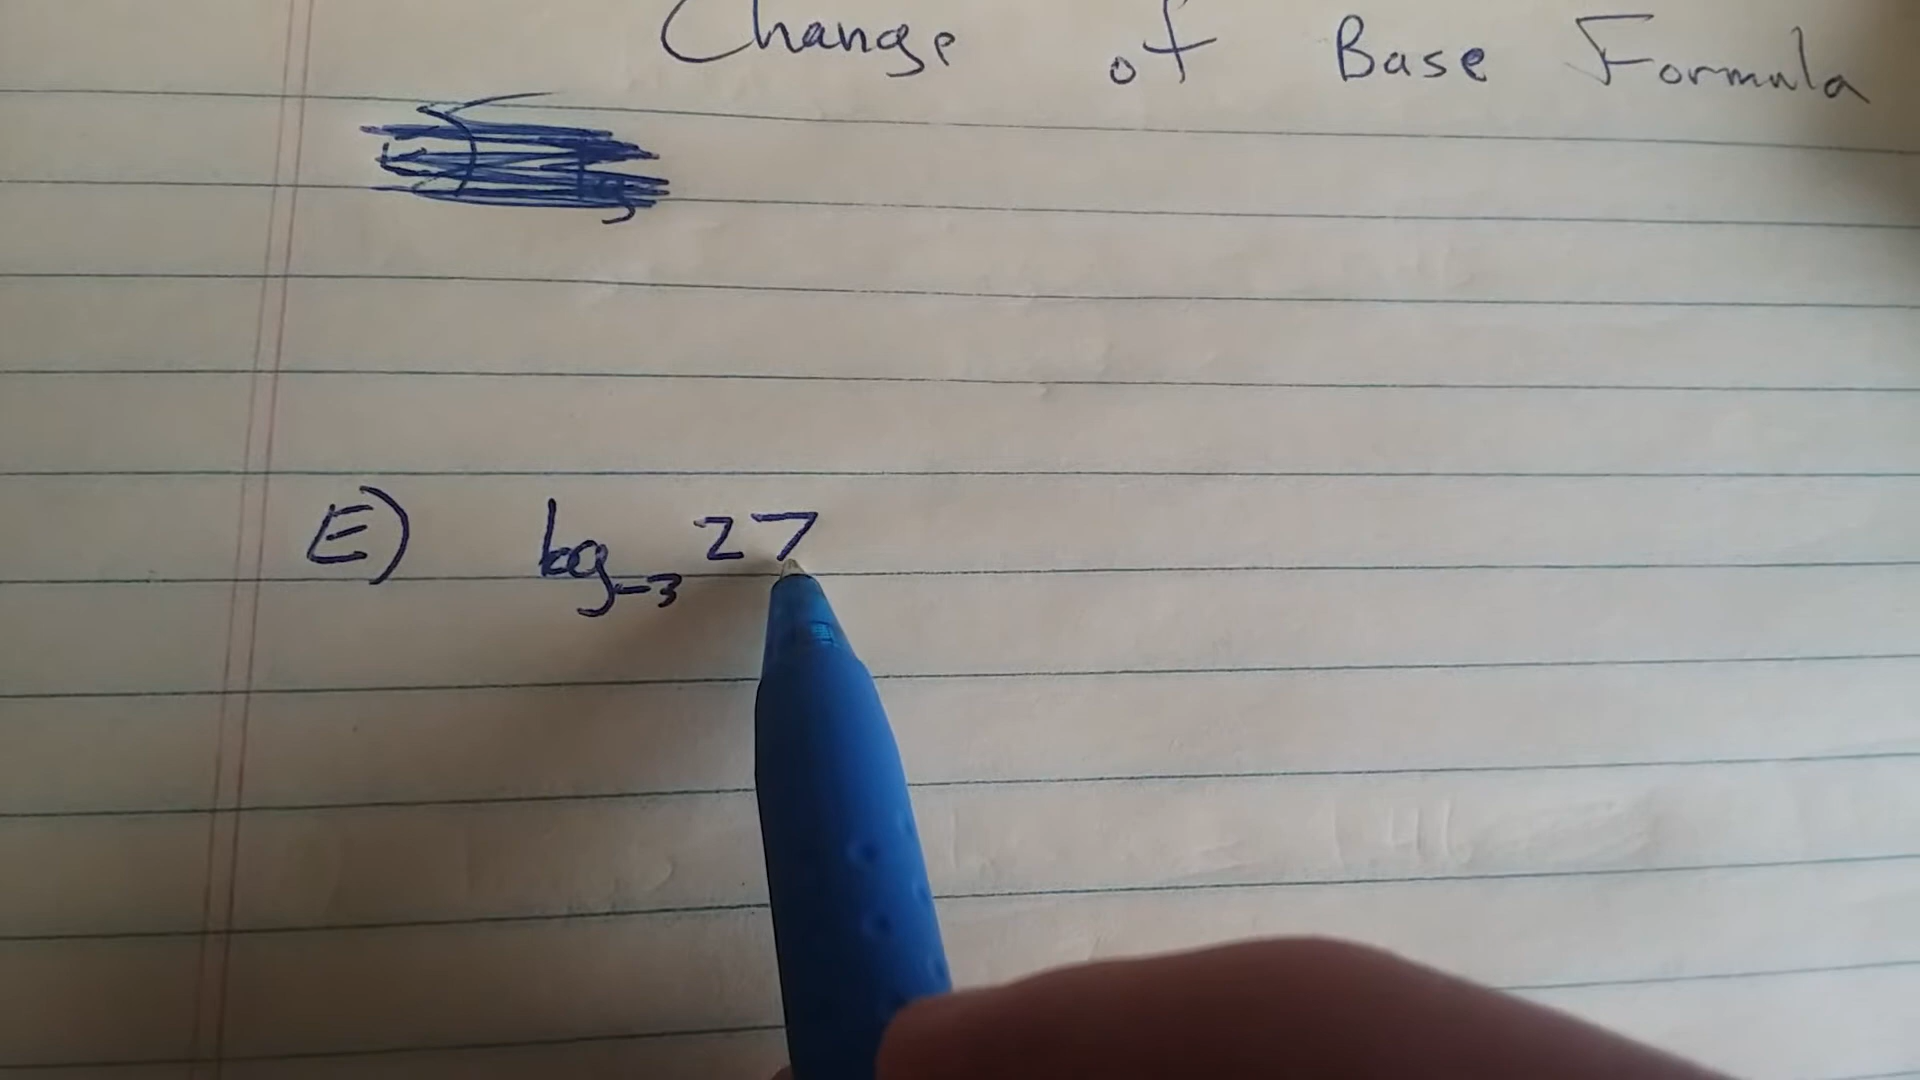 Change of Base Formula
E) log₋₃ 27